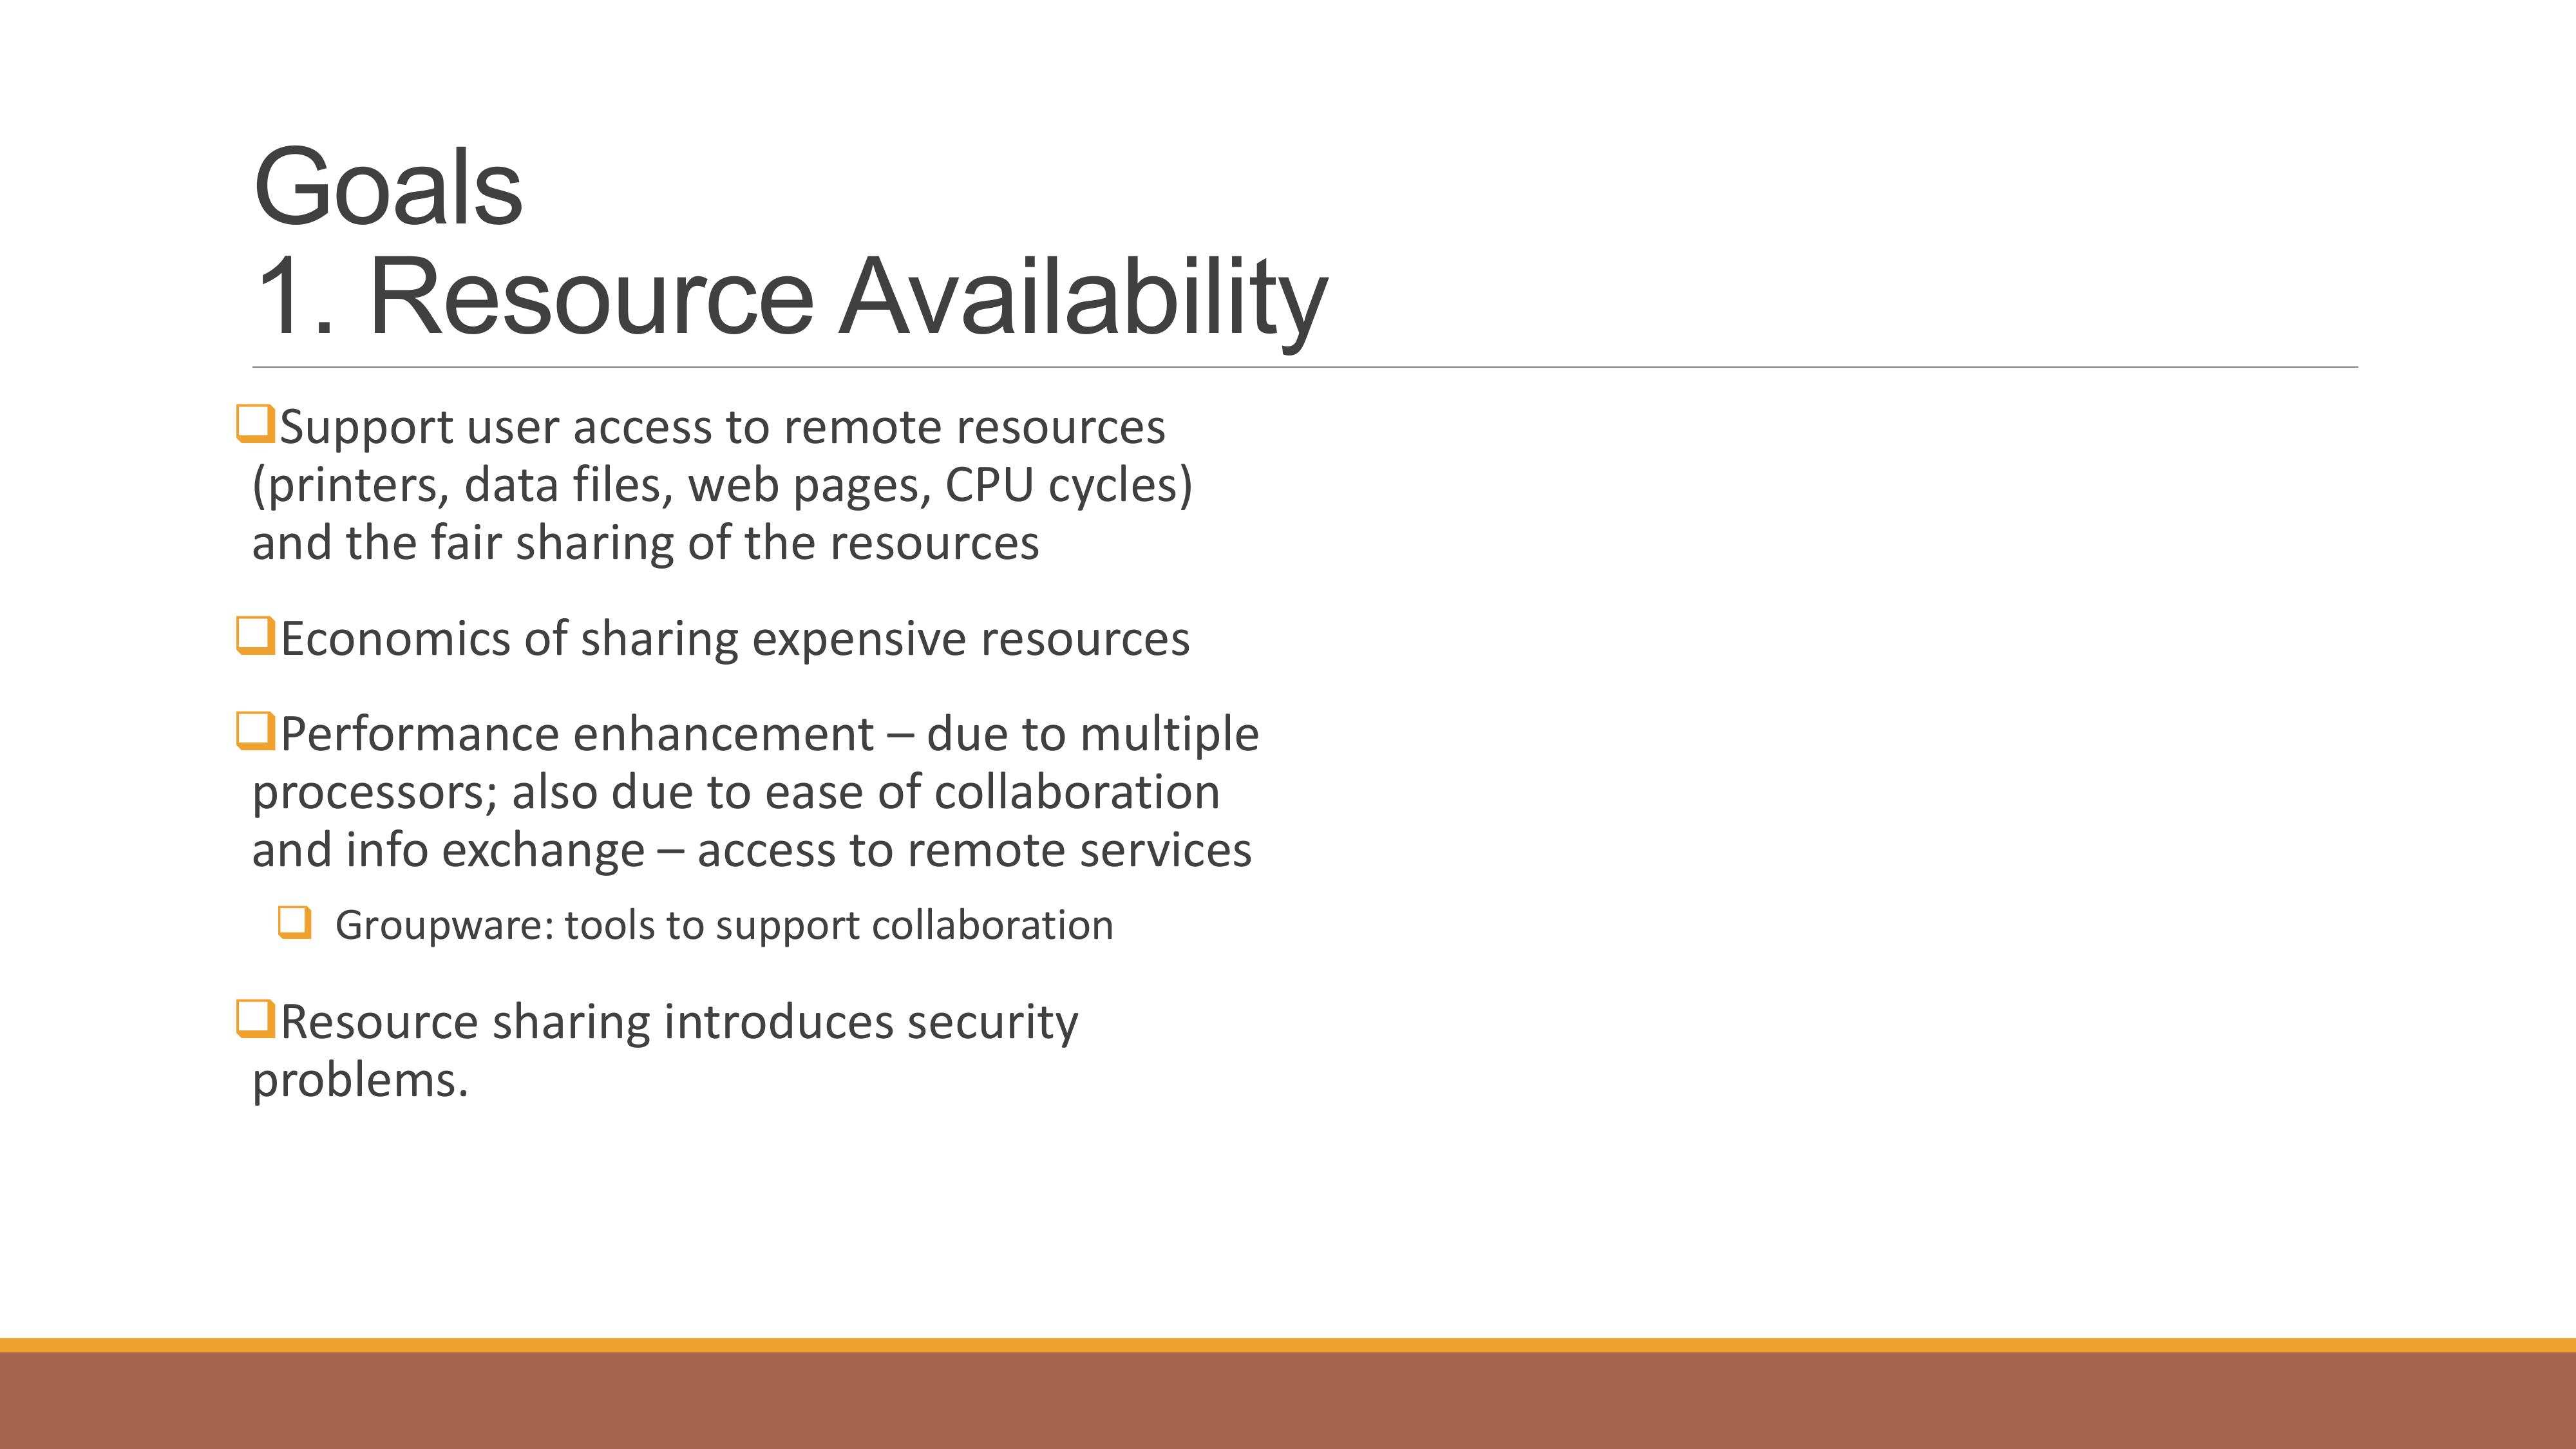 Goals
1. Resource Availability
Support user access to remote resources
(printers, data files, web pages, CPU cycles)
and the fair sharing of the resources
Economics of sharing expensive resources
Performance enhancement – due to multiple
processors; also due to ease of collaboration
and info exchange – access to remote services
Groupware: tools to support collaboration
Resource sharing introduces security
problems.